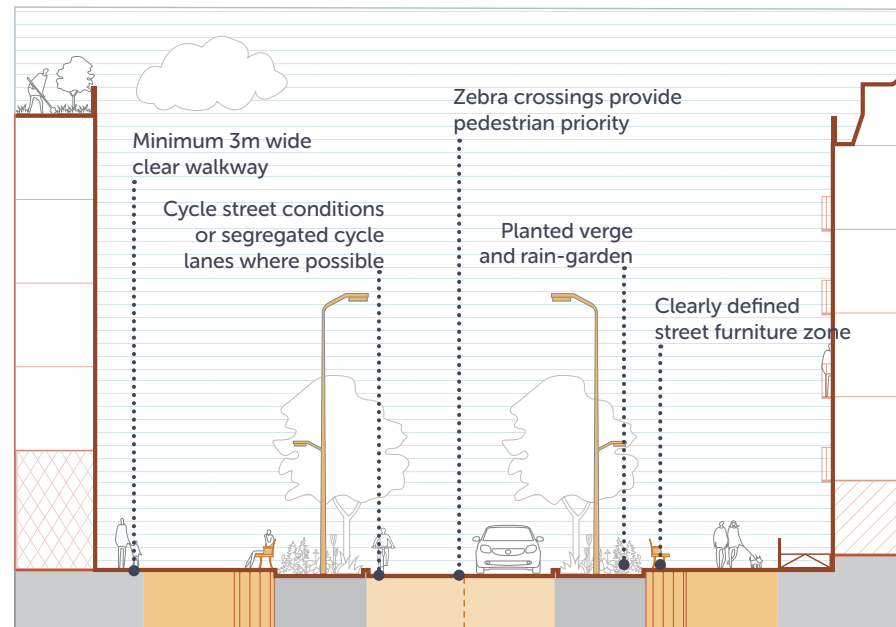 Zebra crossings provide
pedestrian priority
Minimum 3m wide
clear walkway
Cycle street conditions
or segregated cycle
lanes where possible
Planted verge
and rain-garden
Clearly defined
street furniture zone